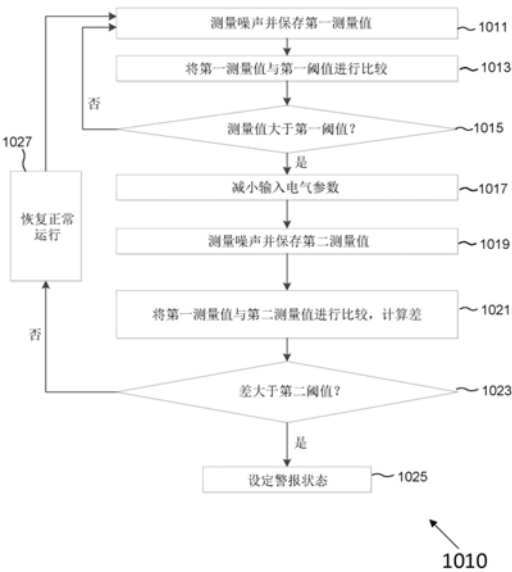 测量噪声并保存第一测量值
1011
将第一测量值与第一阈值进行比较
1013
否
测量值大于第一阈值?
1015
1027
是
减小输入电气参数
1017
恢复正常
运行
测量噪声并保存第二测量值
1019
将第一测量值与第二测量值进行比较，计算差
1021
否
差大于第二阈值?
1023
是
设定警报状态
1025
1010